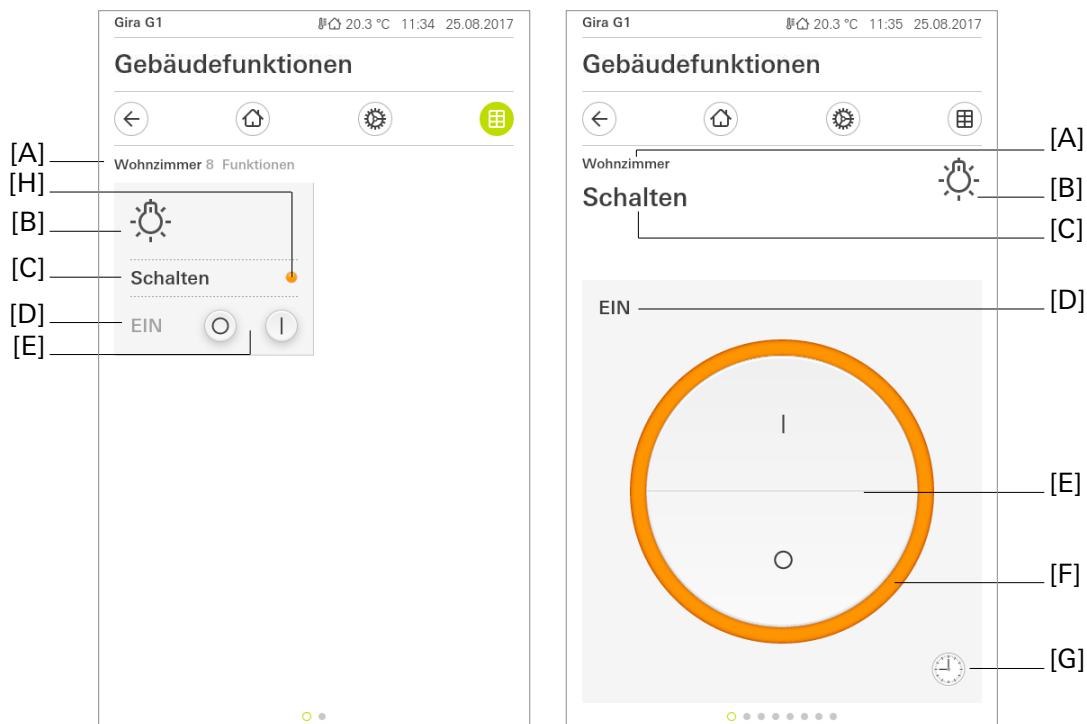 Gira G1 20.3 °C 11:34 25.08.2017
Gebäudefunktionen
[A] Wohnzimmer 8 Funktionen
[H]
[B]
[C] Schalten
[D] EIN
[E]
Gira G1 20.3 °C 11:35 25.08.2017
Gebäudefunktionen
Wohnzimmer [A]
Schalten [B]
[C]
EIN [D]
[E]
[F]
[G]